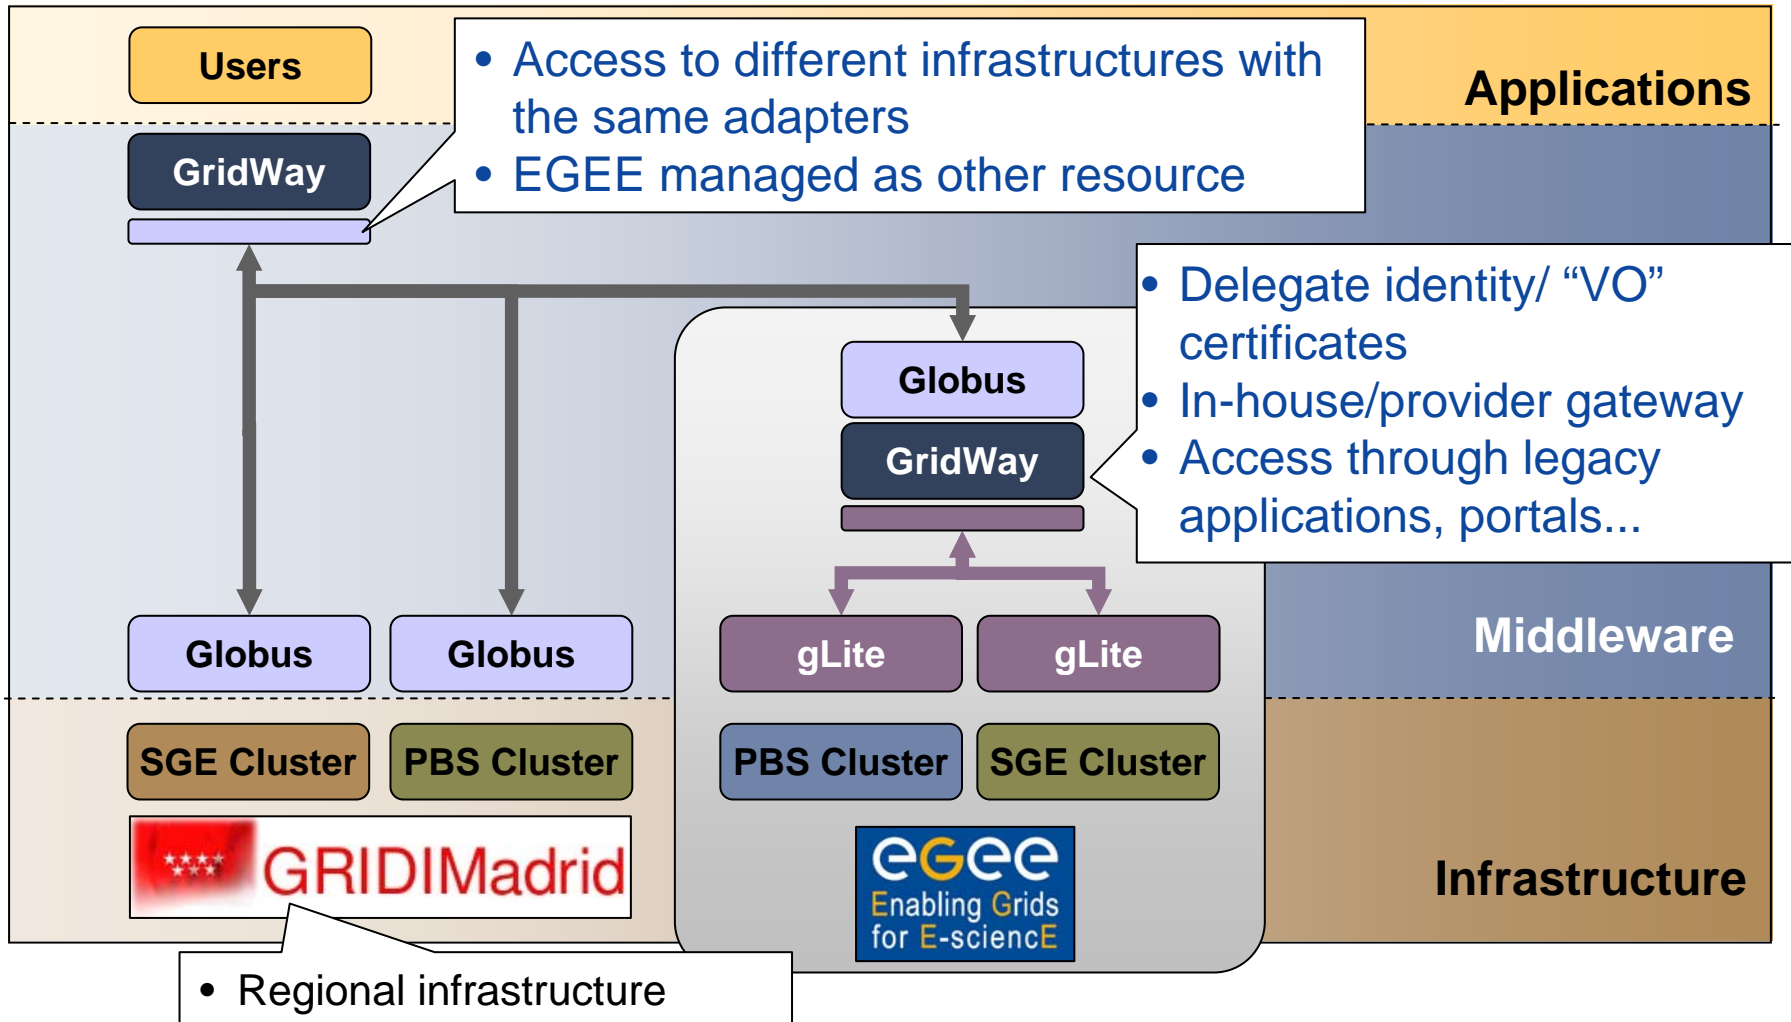 Users
• Access to different infrastructures with
the same adapters
• EGEE managed as other resource
Applications
GridWay
• Delegate identity/ “VO”
certificates
• In-house/provider gateway
• Access through legacy
applications, portals...
Globus
GridWay
Globus
Globus
gLite
gLite
Middleware
SGE Cluster
PBS Cluster
PBS Cluster
SGE Cluster
GRIDIMadrid
eGee
Enabling Grids
for E-sciencE
Infrastructure
• Regional infrastructure